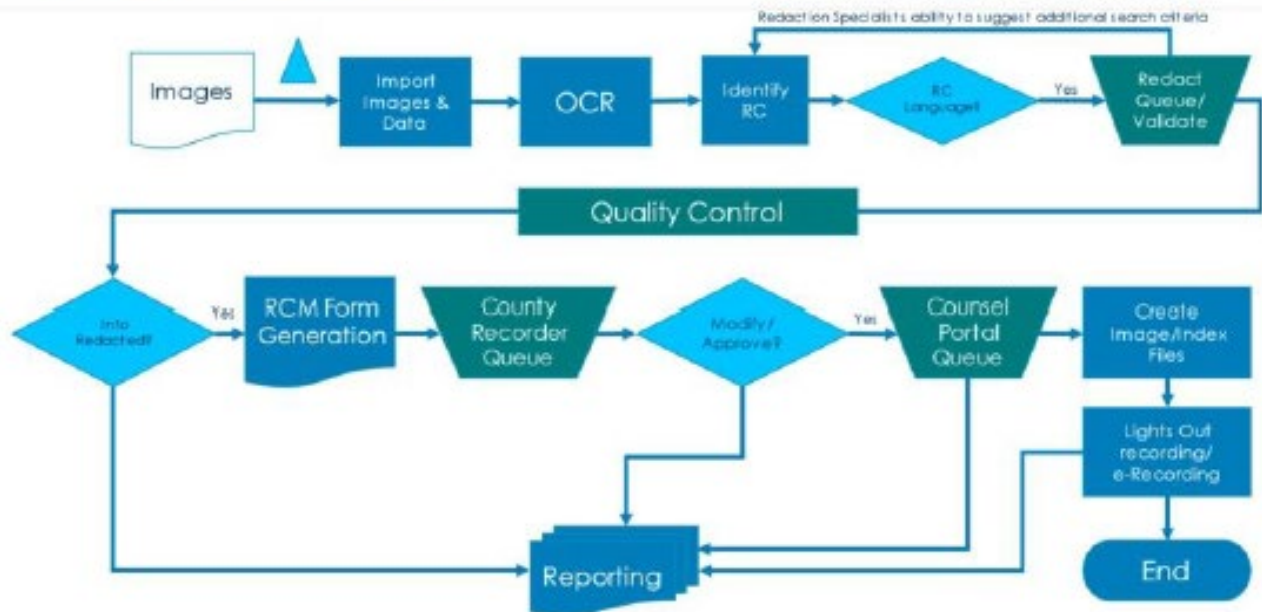 Redaction Specialists ability to suggest additional search criteria
Images
Import
Images &
Data
OCR
Identify
RC
RC
Language?
Yes
Redact
Queue/
Validate
Quality Control
Info
Redacted?
Yes
RCM Form
Generation
County
Recorder
Queue
Modify/
Approve?
Yes
Counsel
Portal
Queue
Create
Image/Index
Files
Lights Out
recording/
e-Recording
Reporting
End